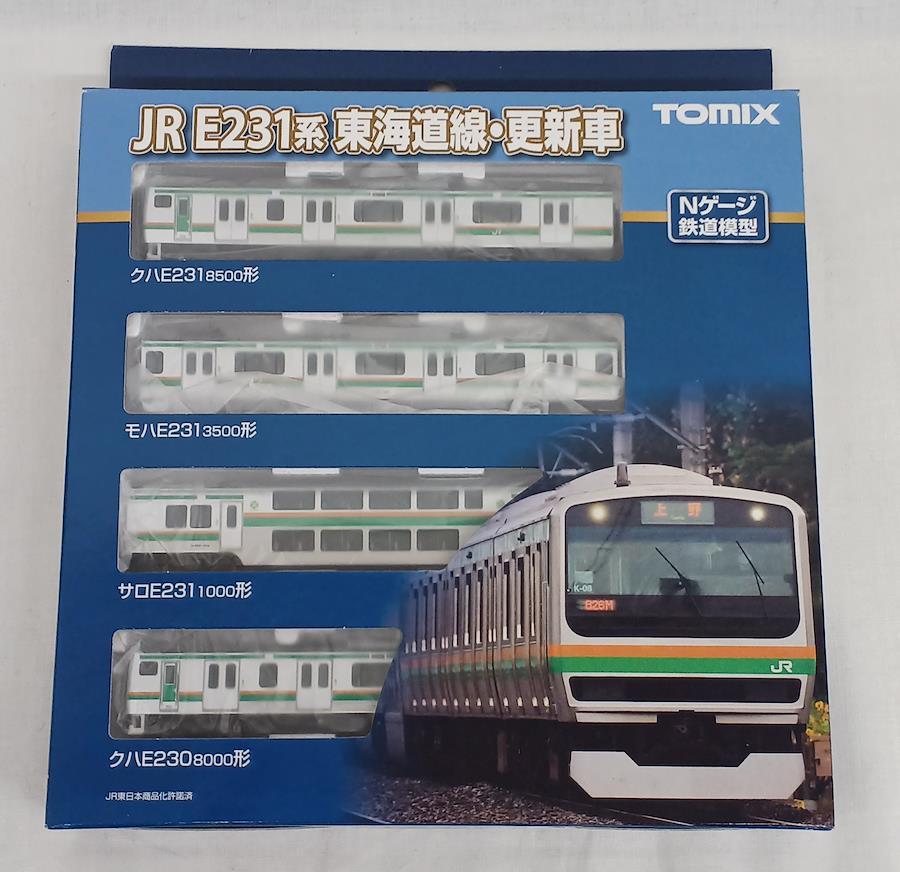 JR E231系 東海道線・更新車
TOMIX
Nゲージ
鉄道模型
JR
クハE2318500形
モハE2313500形
サロE2311000形
クハE2308000形
JR東日本商品化許諾済
上野
K-08
826M
JR